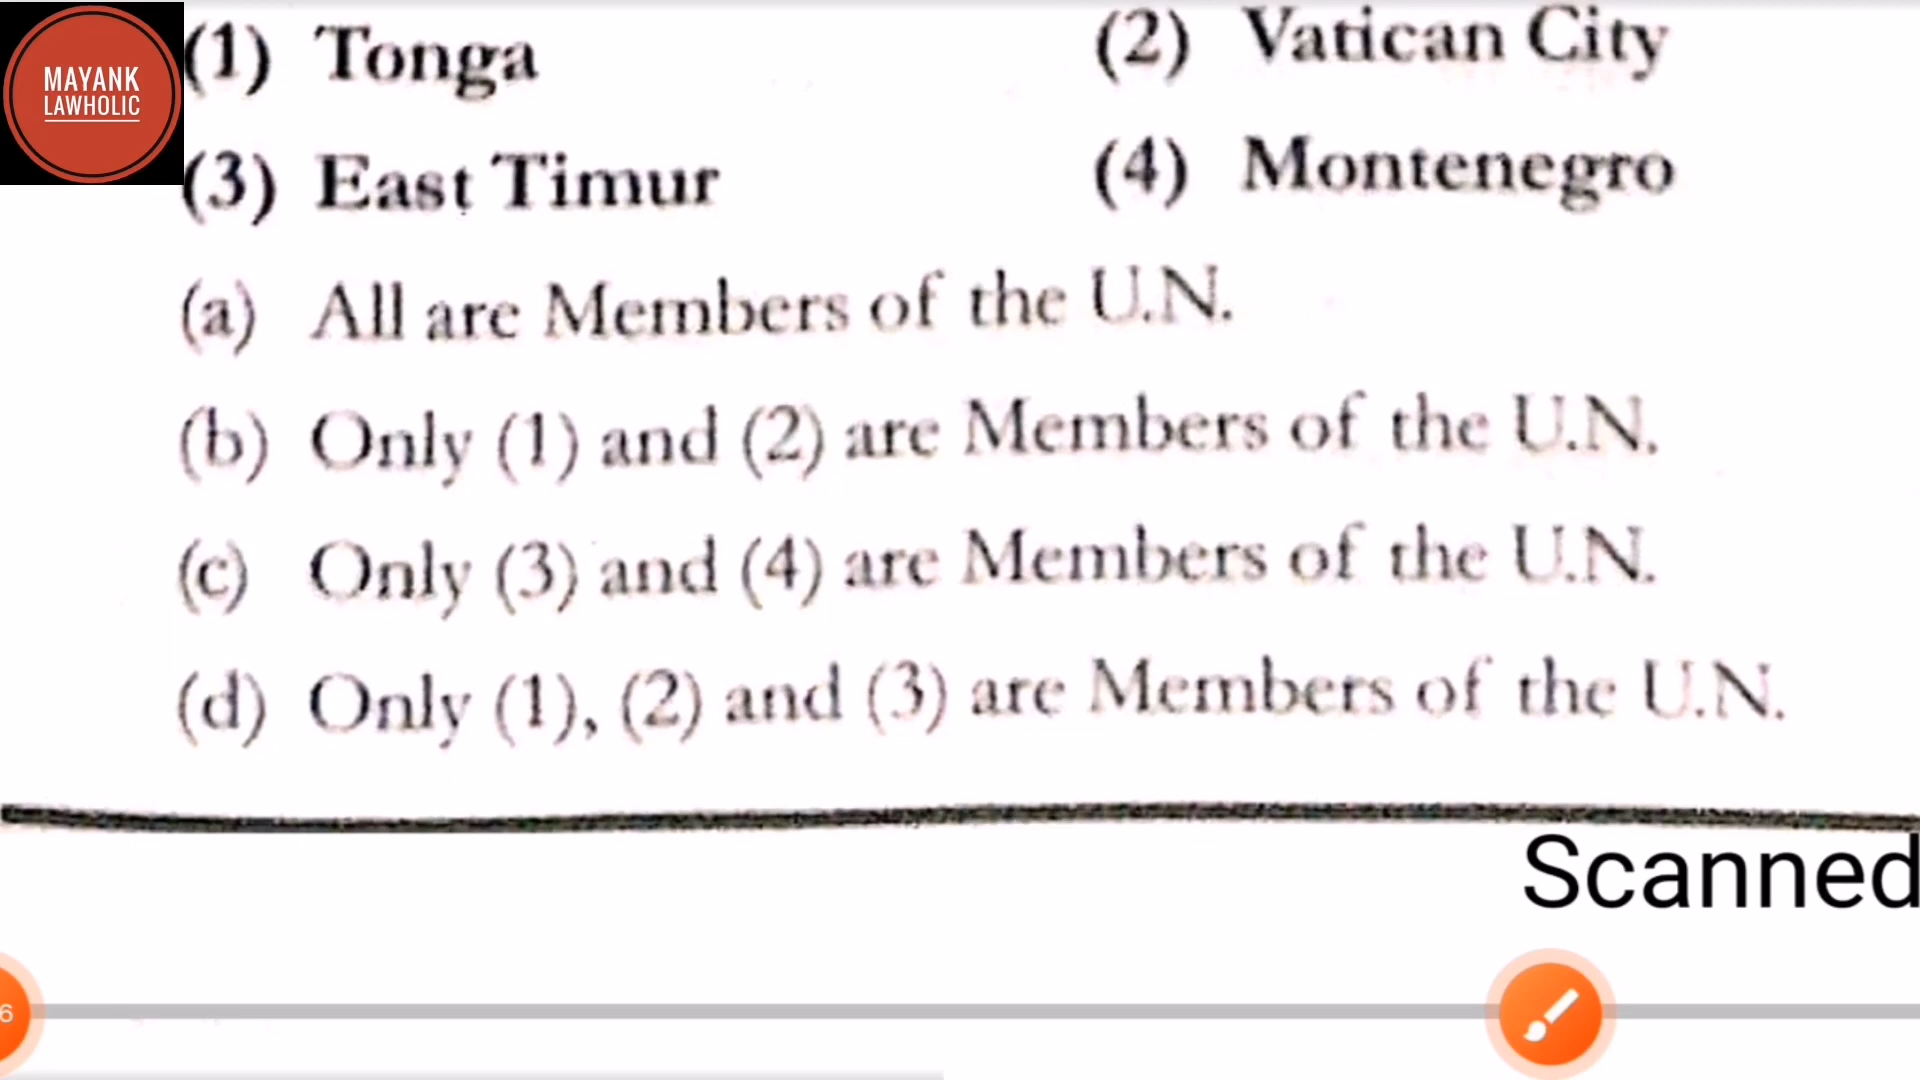 MAYANK
LAWHOLIC
(1) Tonga (2) Vatican City
(3) East Timur (4) Montenegro
(a) All are Members of the U.N.
(b) Only (1) and (2) are Members of the U.N.
(c) Only (3) and (4) are Members of the U.N.
(d) Only (1), (2) and (3) are Members of the U.N.
Scanned
6